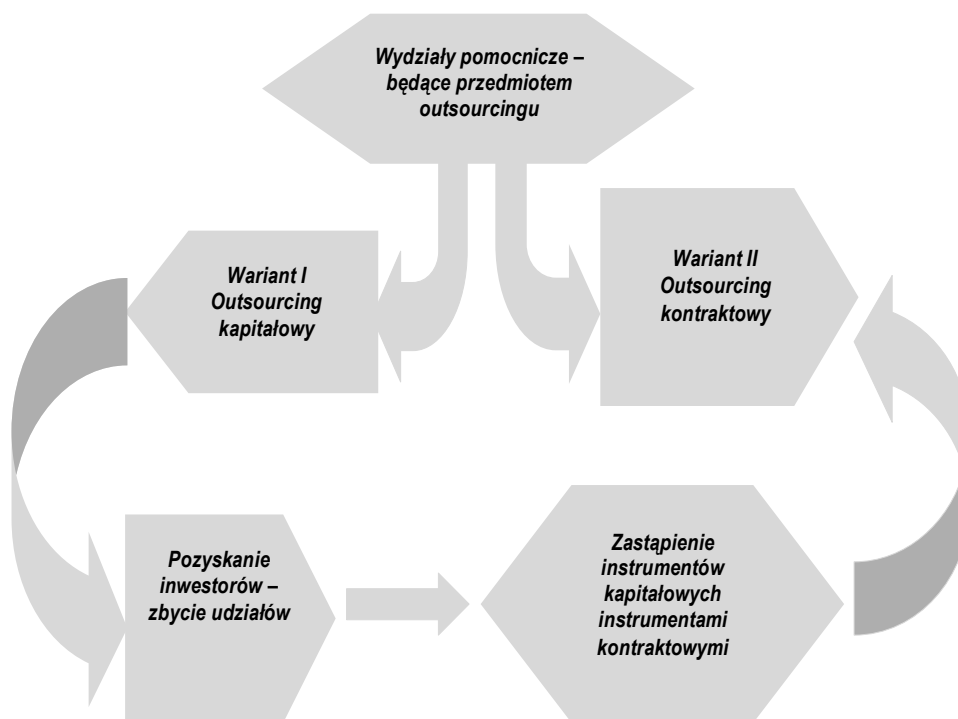 Wydziały pomocnicze –
będące przedmiotem
outsourcingu
Wariant I
Outsourcing
kapitałowy
Wariant II
Outsourcing
kontraktowy
Pozyskanie
inwestorów –
zbycie udziałów
Zastąpienie
instrumentów
kapitałowych
instrumentami
kontraktowymi